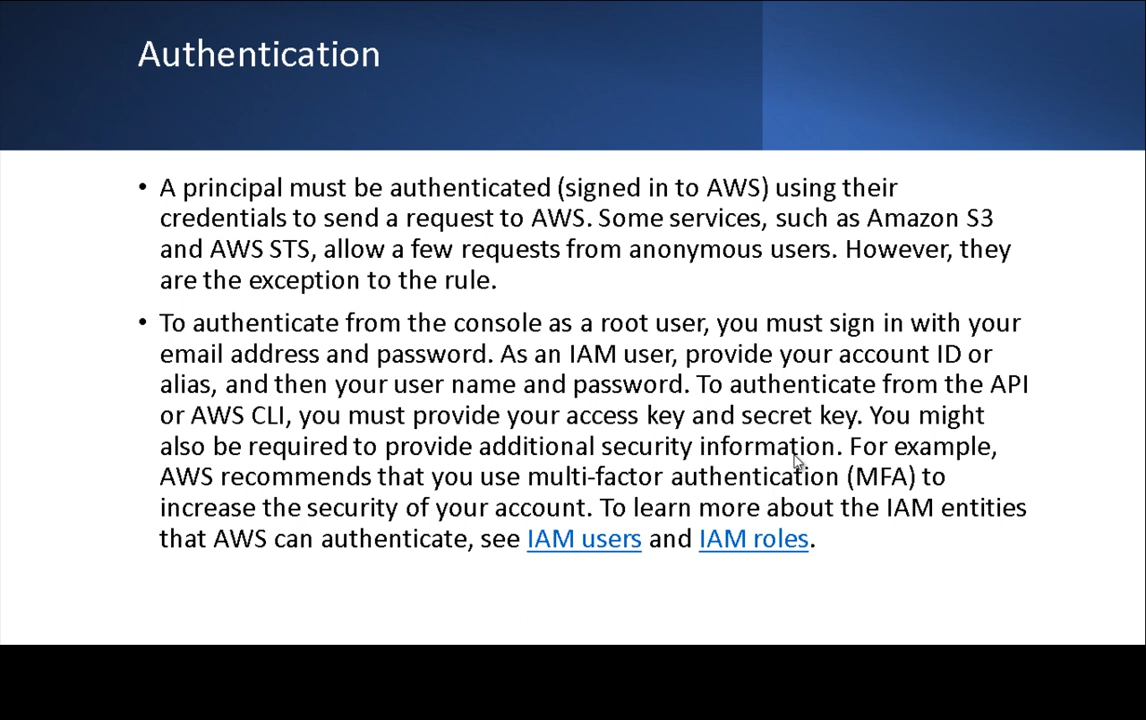 Authentication
• A principal must be authenticated (signed in to AWS) using their
credentials to send a request to AWS. Some services, such as Amazon S3
and AWS STS, allow a few requests from anonymous users. However, they
are the exception to the rule.
• To authenticate from the console as a root user, you must sign in with your
email address and password. As an IAM user, provide your account ID or
alias, and then your user name and password. To authenticate from the API
or AWS CLI, you must provide your access key and secret key. You might
also be required to provide additional security information. For example,
AWS recommends that you use multi-factor authentication (MFA) to
increase the security of your account. To learn more about the IAM entities
that AWS can authenticate, see IAM users and IAM roles.